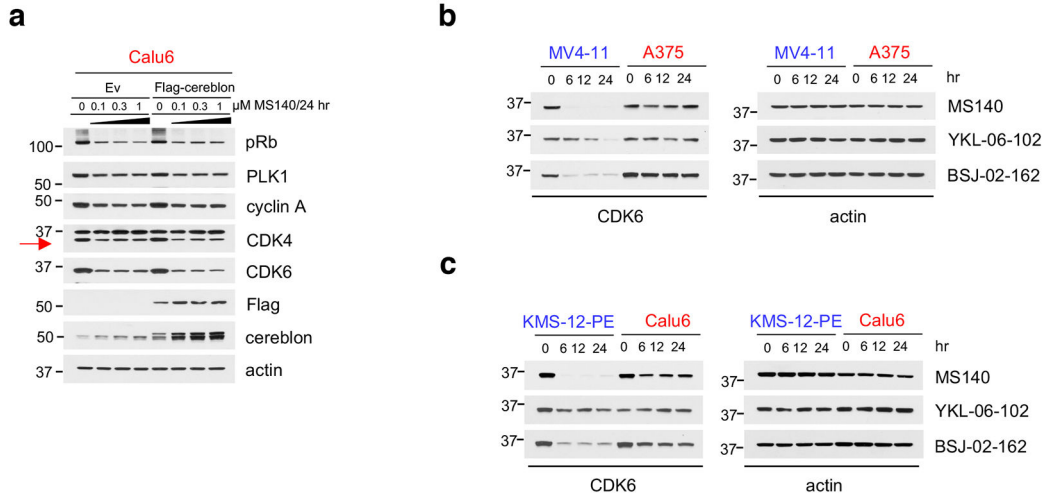 a
Calu6
Ev Flag-cereblon
0 0.1 0.3 1 0 0.1 0.3 1 µM MS140/24 hr
100 pRb
50 PLK1
50 cyclin A
37 CDK4
37 CDK6
50 Flag
50 cereblon
37 actin
b
MV4-11 A375 MV4-11 A375
0 6 12 24 0 6 12 24 0 6 12 24 0 6 12 24 hr
37 37 MS140
37 37 YKL-06-102
37 37 BSJ-02-162
CDK6 actin
c
KMS-12-PE Calu6 KMS-12-PE Calu6
0 6 12 24 0 6 12 24 0 6 12 24 0 6 12 24 hr
37 37 MS140
37 37 YKL-06-102
37 37 BSJ-02-162
CDK6 actin